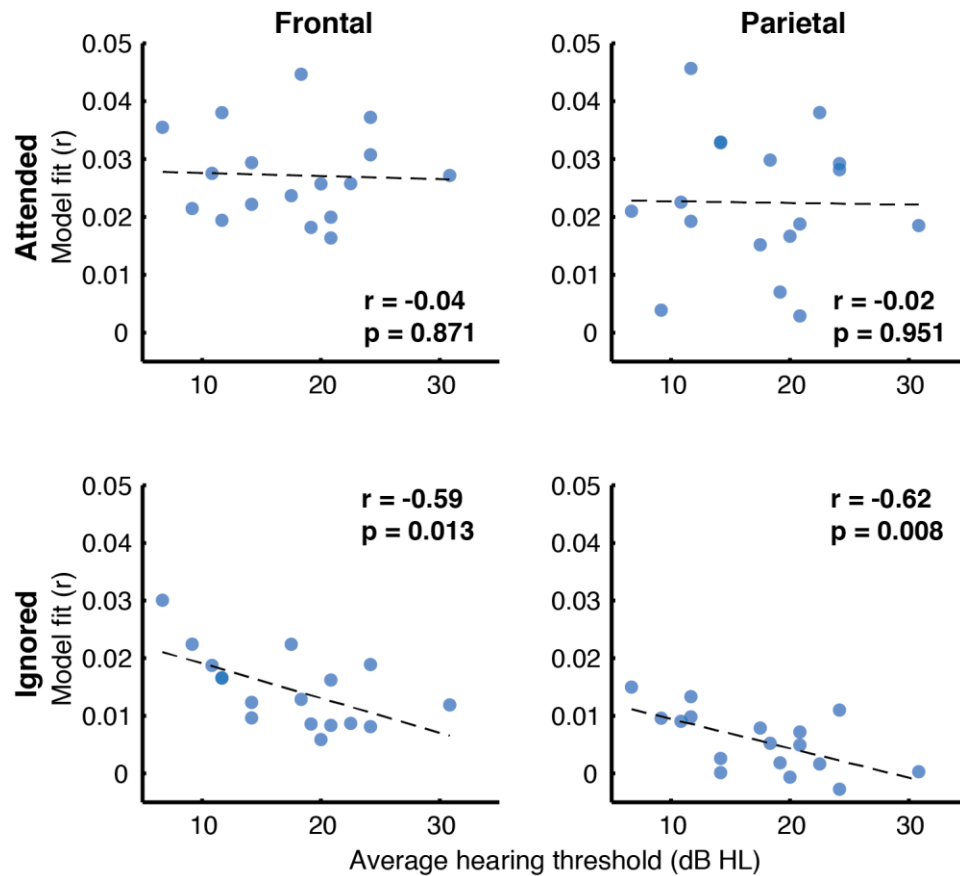 Frontal
Parietal
Attended
Model fit (r)
0.05
0.04
0.03
0.02
0.01
0
r = -0.04
p = 0.871
10 20 30
0.05
0.04
0.03
0.02
0.01
0
r = -0.02
p = 0.951
10 20 30
Ignored
Model fit (r)
0.05
0.04
0.03
0.02
0.01
0
r = -0.59
p = 0.013
10 20 30
0.05
0.04
0.03
0.02
0.01
0
r = -0.62
p = 0.008
10 20 30
Average hearing threshold (dB HL)